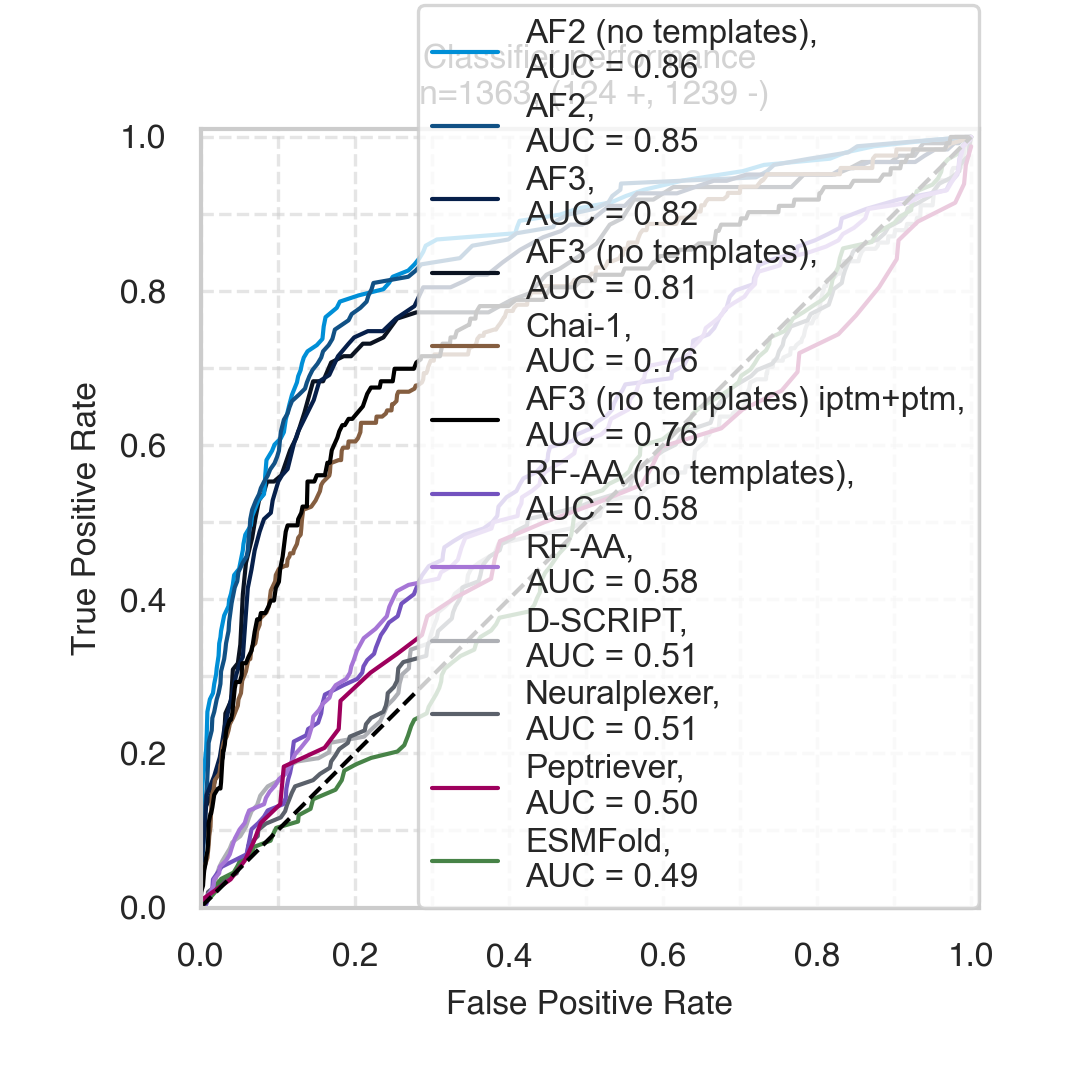 Classifier performance
n=1363, (124 +, 1239 -)
AF2 (no templates),
AUC = 0.86
AF2,
AUC = 0.85
AF3,
AUC = 0.82
AF3 (no templates),
AUC = 0.81
Chai-1,
AUC = 0.76
AF3 (no templates) iptm+ptm,
AUC = 0.76
RF-AA (no templates),
AUC = 0.58
RF-AA,
AUC = 0.58
D-SCRIPT,
AUC = 0.51
Neuralplexer,
AUC = 0.51
Peptriever,
AUC = 0.50
ESMFold,
AUC = 0.49
True Positive Rate
1.0
0.8
0.6
0.4
0.2
0.0
0.0 0.2 0.4 0.6 0.8 1.0
False Positive Rate